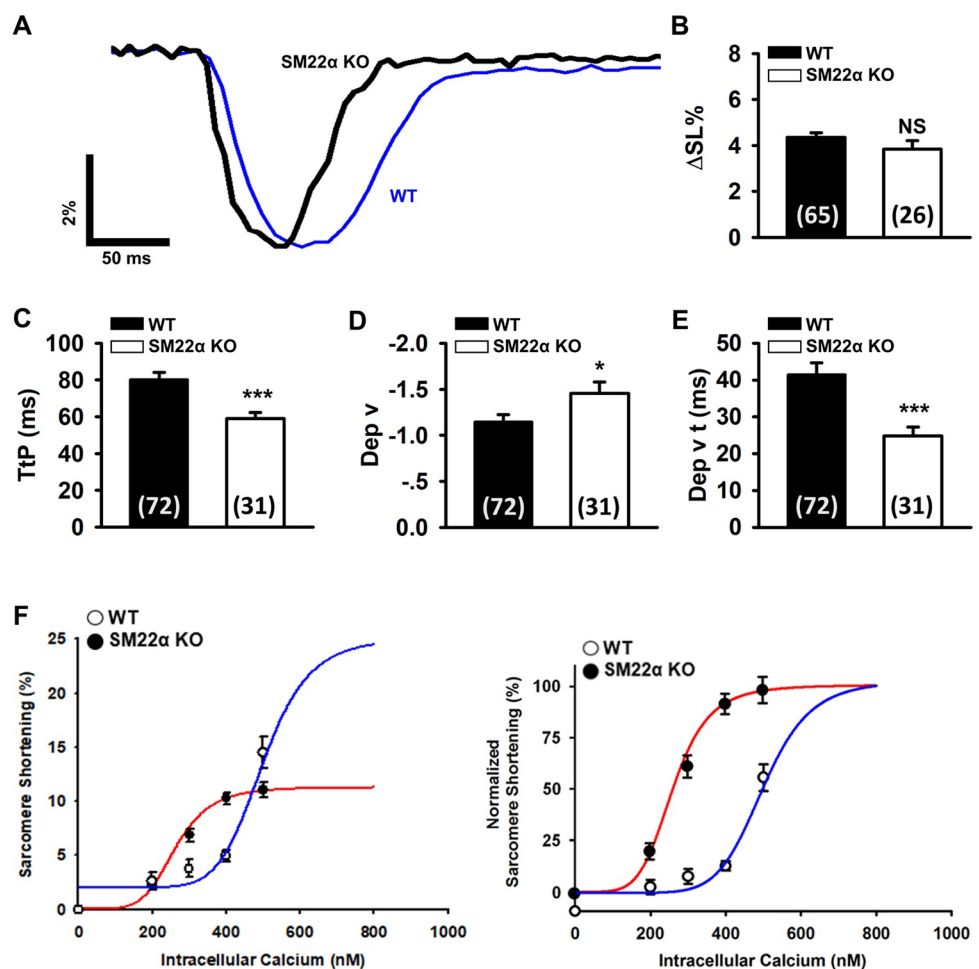 A
SM22α KO
WT
2%
50 ms
B
WT
SM22α KO
8
6
4
2
0
ΔSL%
NS
(65)
(26)
C
WT
SM22α KO
100
80
60
40
20
0
TtP (ms)
***
(72)
(31)
D
WT
SM22α KO
-2.0
-1.5
-1.0
-.5
0.0
Dep v
*
(72)
(31)
E
WT
SM22α KO
50
40
30
20
10
0
Dep v t (ms)
***
(72)
(31)
F
WT
SM22α KO
25
20
15
10
5
0
Sarcomere Shortening (%)
0 200 400 600 800 1000
Intracellular Calcium (nM)
WT
SM22α KO
100
75
50
25
0
Normalized
Sarcomere Shortening (%)
0 200 400 600 800 1000
Intracellular Calcium (nM)